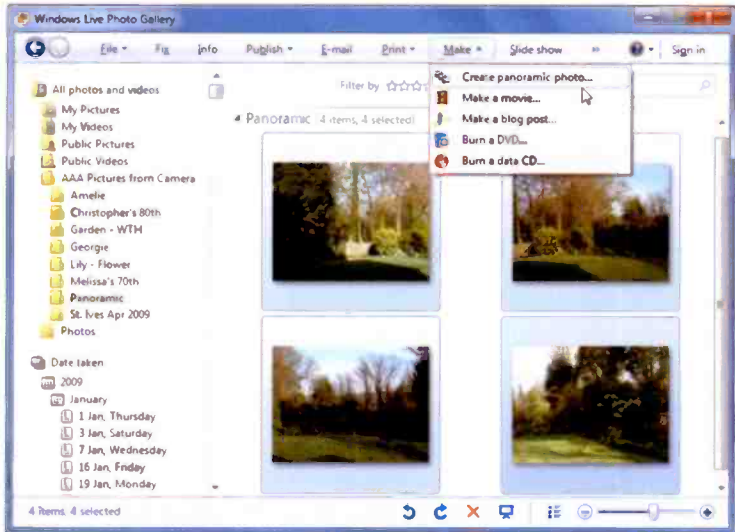 Windows Live Photo Gallery
File Fix Info Publish E-mail Print Make Slide show » Sign in
Filter by
Create panoramic photo...
Make a movie...
Make a blog post...
Burn a DVD...
Burn a data CD...
All photos and videos
My Pictures
My Videos
Public Pictures
Public Videos
AAA Pictures from Camera
Amelie
Christopher's 80th
Garden - WTH
Georgie
Lily - Flower
Melissa's 70th
Panoramic
St. Ives Apr 2009
Photos
Date taken
2009
January
1 Jan, Thursday
3 Jan, Saturday
7 Jan, Wednesday
16 Jan, Friday
19 Jan, Monday
Panoramic 4 items, 4 selected
4 items, 4 selected